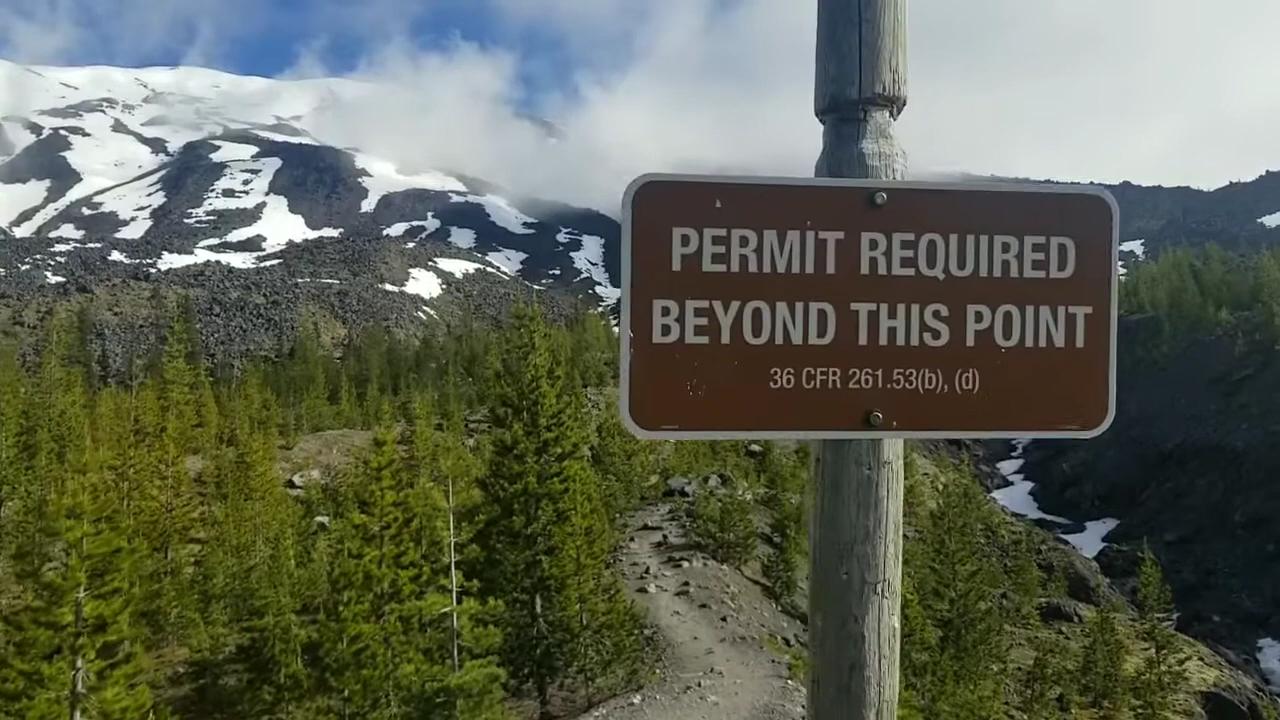 PERMIT REQUIRED
BEYOND THIS POINT
36 CFR 261.53(b), (d)